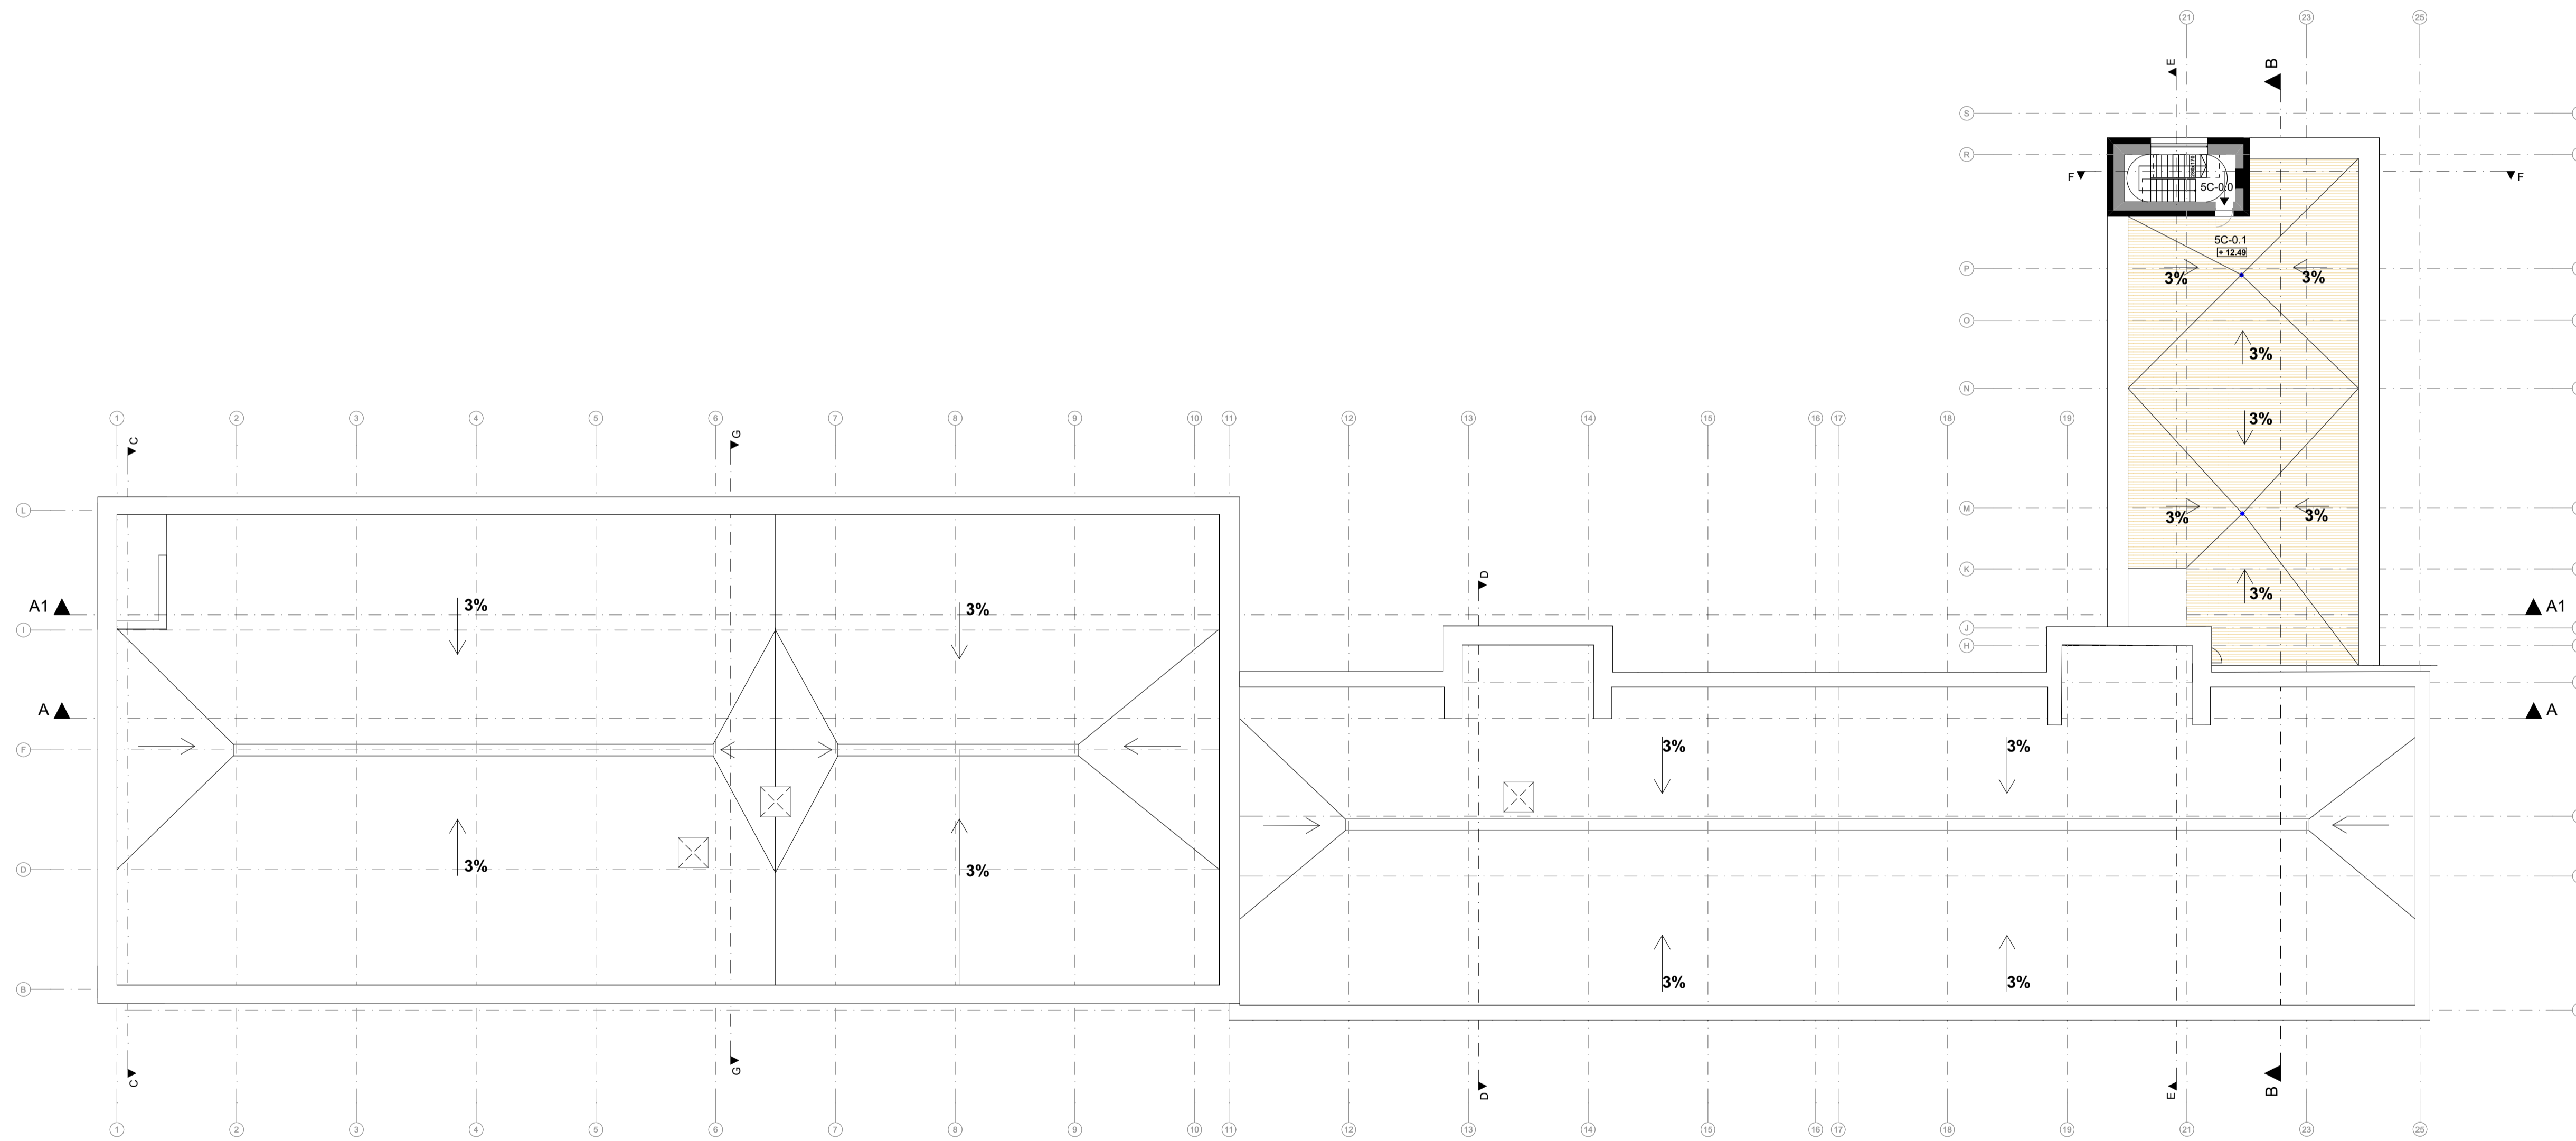 21 23 25
E B
S
R
280x170
5C-0.0
F F
5C-0.1
+ 12.49
P
3% 3%
O
3%
N
1 2 3 4 5 6 7 8 9 10 11 12 13 14 15 16 17 18 19
3%
C G
L M
3% 3%
K
D
3%
A1 3% 3% A1
I J
H
A A
F
3% 3%
D
3% 3%
B
3% 3%
C G D E B
1 2 3 4 5 6 7 8 9 10 11 12 13 14 15 16 17 18 19 21 23 25